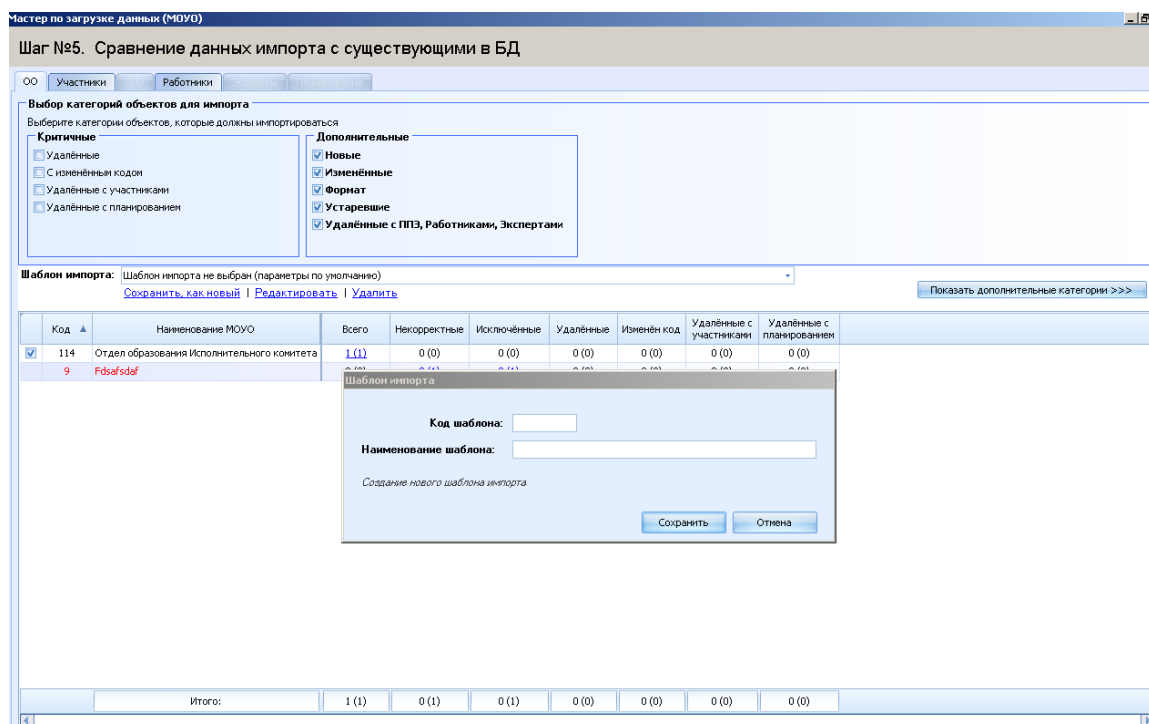 Мастер по загрузке данных (МОУО)
Шаг №5. Сравнение данных импорта с существующими в БД
ОО Участники Работники
Выбор категорий объектов для импорта
Выберите категории объектов, которые должны импортироваться
Критичные
Удалённые
С изменённым кодом
Удалённые с участниками
Удалённые с планированием
Дополнительные
Новые
Изменённые
Формат
Устаревшие
Удалённые с ППЭ, Работниками, Экспертами
Шаблон импорта: Шаблон импорта не выбран (параметры по умолчанию)
Сохранить, как новый | Редактировать | Удалить
Показать дополнительные категории >>>
Код Наименование МОУО Всего Некорректные Исключённые Удалённые Изменён код Удалённые с участниками Удалённые с планированием
114 Отдел образования Исполнительного комитета 1 (1) 0 (0) 0 (0) 0 (0) 0 (0) 0 (0) 0 (0)
9 Fdsafsdaf
Шаблон импорта
Код шаблона:
Наименование шаблона:
Создание нового шаблона импорта
Сохранить Отмена
Итого: 1 (1) 0 (1) 0 (1) 0 (0) 0 (0) 0 (0) 0 (0)